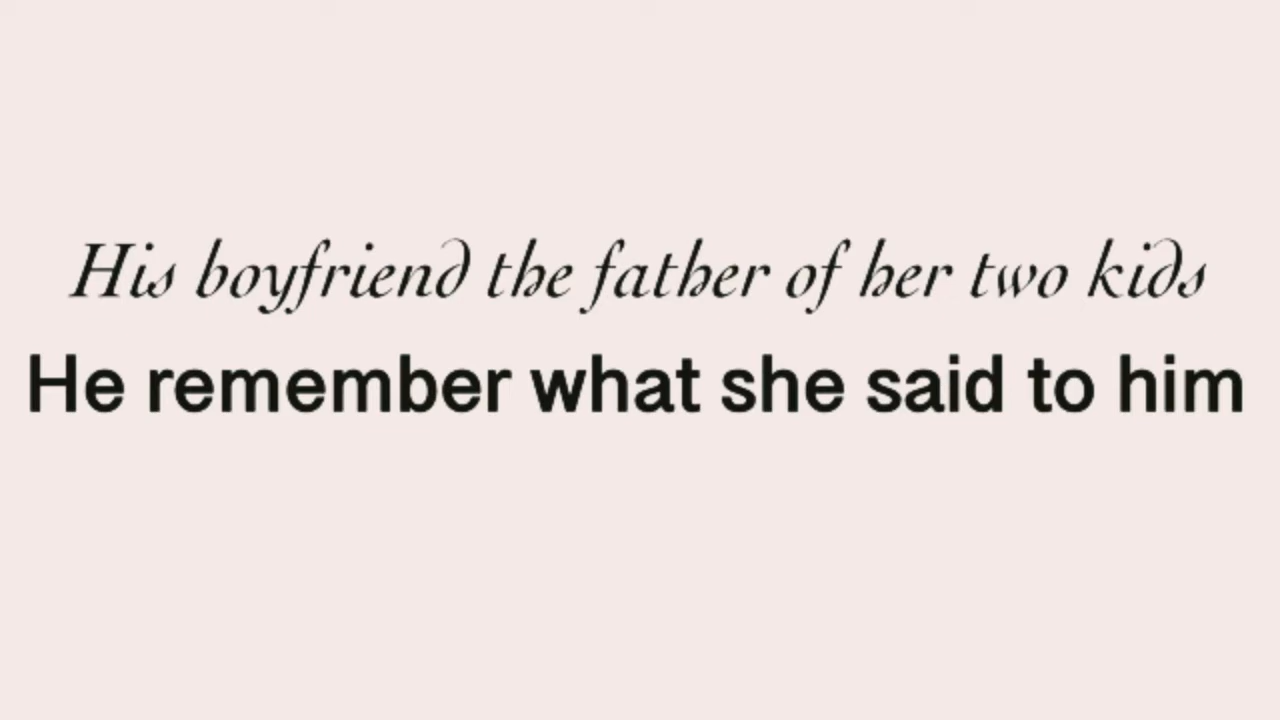 His boyfriend the father of her two kids
He remember what she said to him